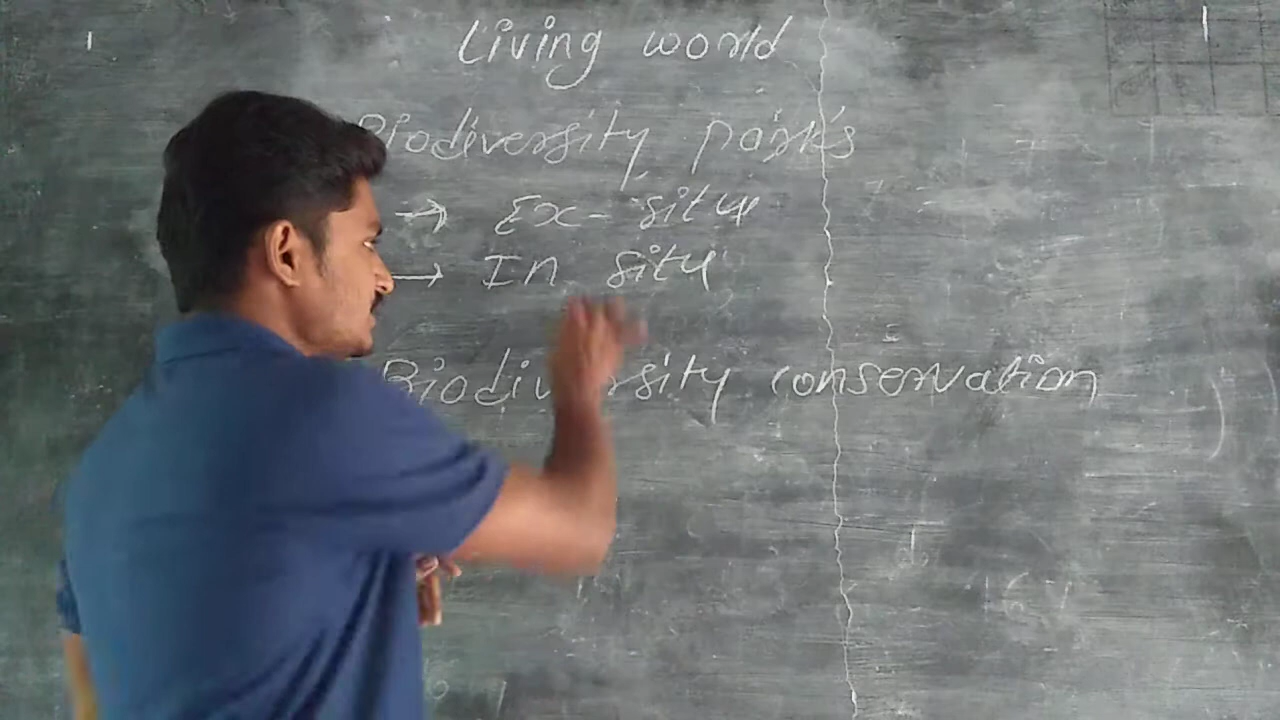 Living world
Biodiversity parks
→ Ex-situ
→ In situ
Biodiversity conservation